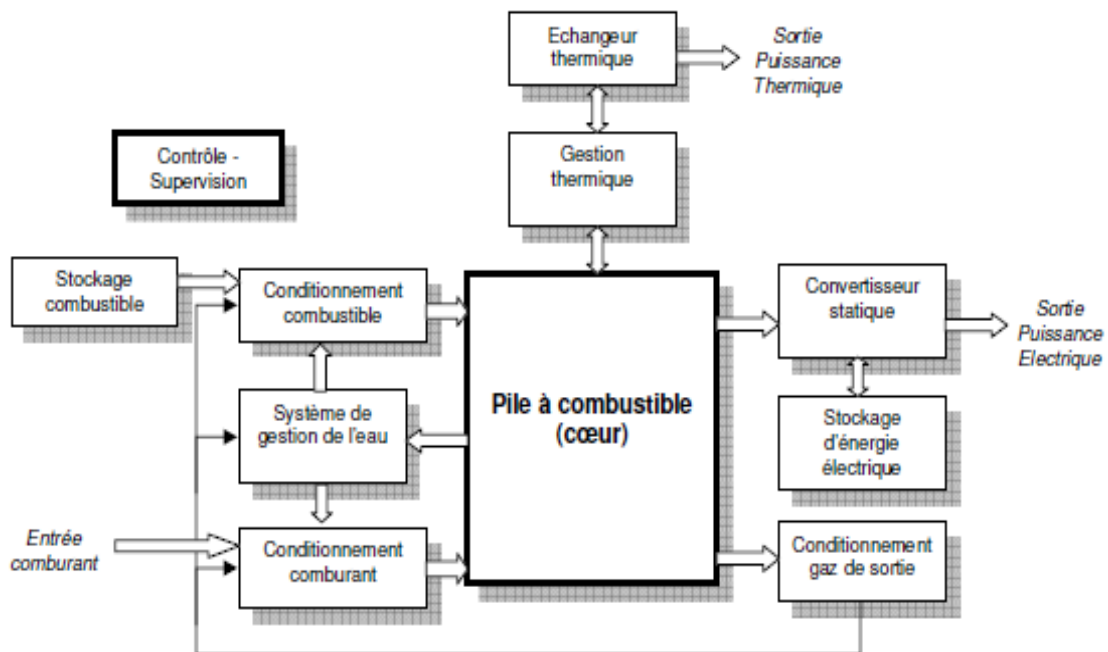 Echangeur
thermique
Sortie
Puissance
Thermique
Contrôle -
Supervision
Gestion
thermique
Stockage
combustible
Conditionnement
combustible
Convertisseur
statique
Sortie
Puissance
Electrique
Pile à combustible
(cœur)
Système de
gestion de l'eau
Stockage
d'énergie
électrique
Entrée
comburant
Conditionnement
comburant
Conditionnement
gaz de sortie